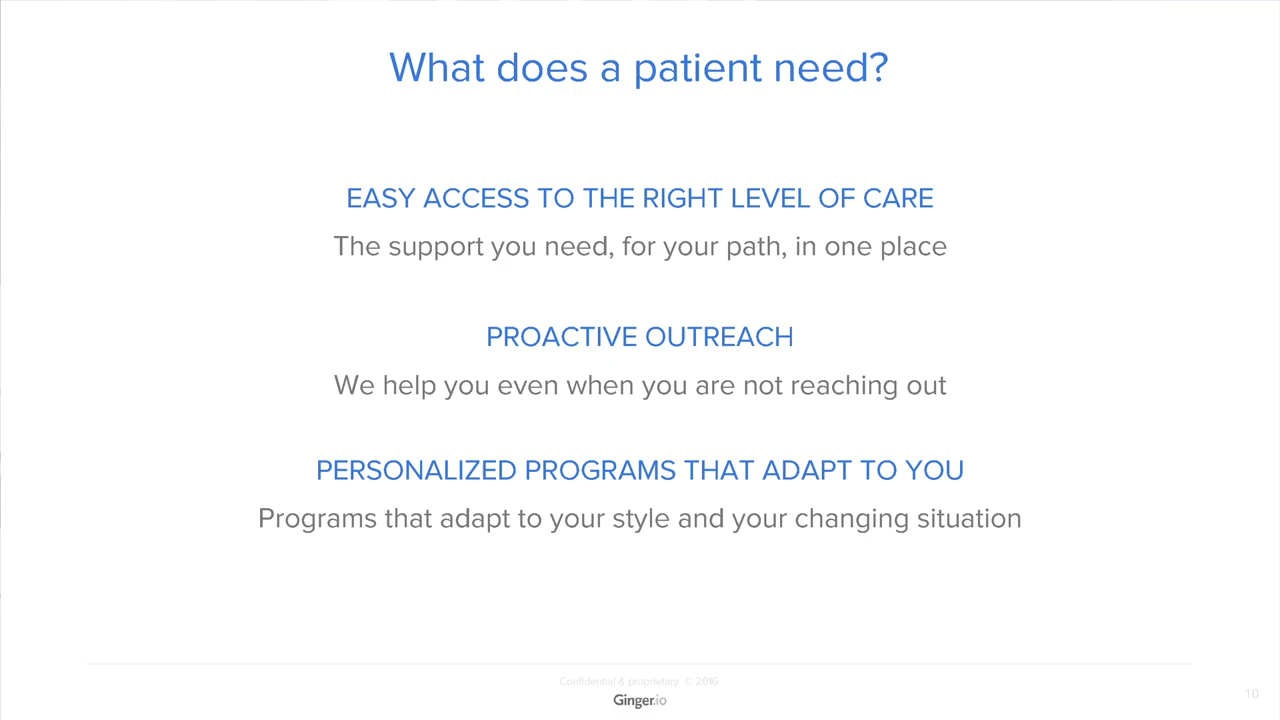 What does a patient need?
EASY ACCESS TO THE RIGHT LEVEL OF CARE
The support you need, for your path, in one place
PROACTIVE OUTREACH
We help you even when you are not reaching out
PERSONALIZED PROGRAMS THAT ADAPT TO YOU
Programs that adapt to your style and your changing situation
Confidential & proprietary. © 2016
Ginger.io
10